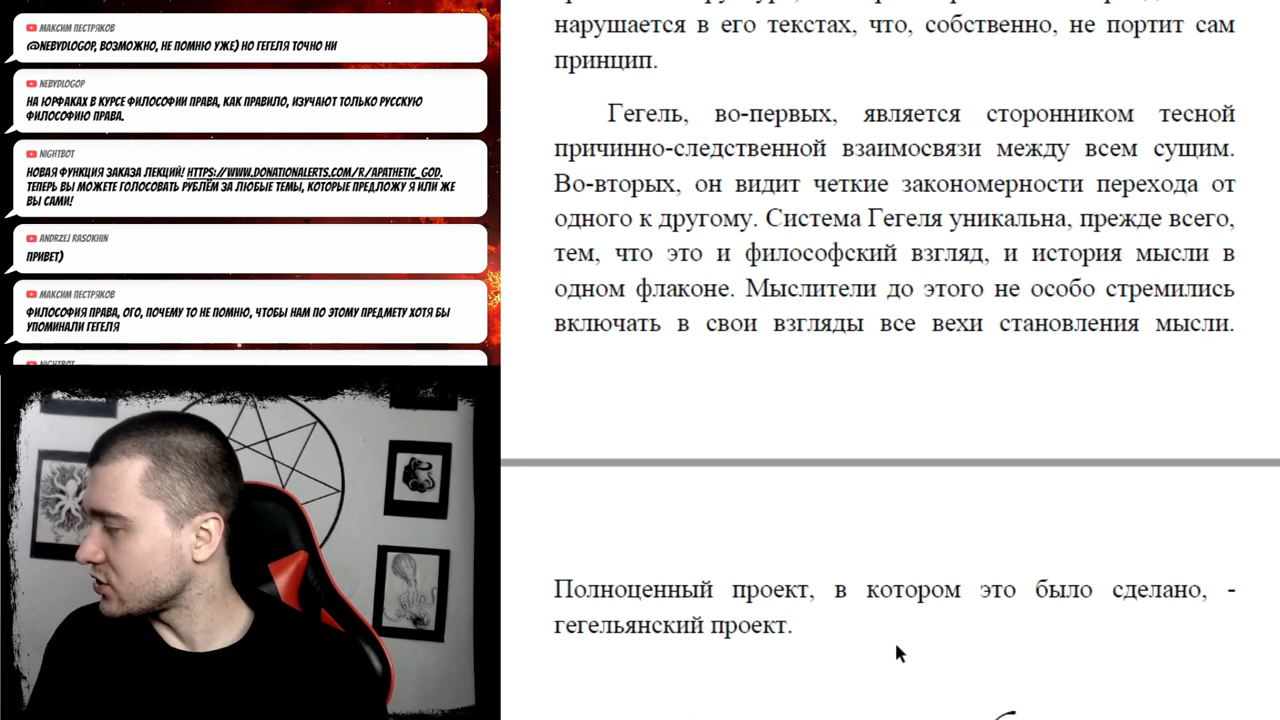 МАКСИМ ПЕСТРЯКОВ
@NEBYDLOGOP, ВОЗМОЖНО, НЕ ПОМНЮ УЖЕ) НО ГЕГЕЛЯ ТОЧНО НИ
NEBYDLOGOP
НА ЮРФАКАХ В КУРСЕ ФИЛОСОФИИ ПРАВА, КАК ПРАВИЛО, ИЗУЧАЮТ ТОЛЬКО РУССКУЮ
ФИЛОСОФИЮ ПРАВА.
NIGHTBOT
НОВАЯ ФУНКЦИЯ ЗАКАЗА ЛЕКЦИЙ! HTTPS://WWW.DONATIONALERTS.COM/R/APATHETIC_GOD.
ТЕПЕРЬ ВЫ МОЖЕТЕ ГОЛОСОВАТЬ РУБЛЁМ ЗА ЛЮБЫЕ ТЕМЫ, КОТОРЫЕ ПРЕДЛОЖУ Я ИЛИ ЖЕ
ВЫ САМИ!
ANDRZEJ RASOKHIN
ПРИВЕТ)
МАКСИМ ПЕСТРЯКОВ
ФИЛОСОФИЯ ПРАВА, ОГО, ПОЧЕМУ ТО НЕ ПОМНЮ, ЧТОБЫ НАМ ПО ЭТОМУ ПРЕДМЕТУ ХОТЯ БЫ
УПОМИНАЛИ ГЕГЕЛЯ
нарушается в его текстах, что, собственно, не портит сам
принцип.
Гегель, во-первых, является сторонником тесной
причинно-следственной взаимосвязи между всем сущим.
Во-вторых, он видит четкие закономерности перехода от
одного к другому. Система Гегеля уникальна, прежде всего,
тем, что это и философский взгляд, и история мысли в
одном флаконе. Мыслители до этого не особо стремились
включать в свои взгляды все вехи становления мысли.
Полноценный проект, в котором это было сделано, -
гегельянский проект.